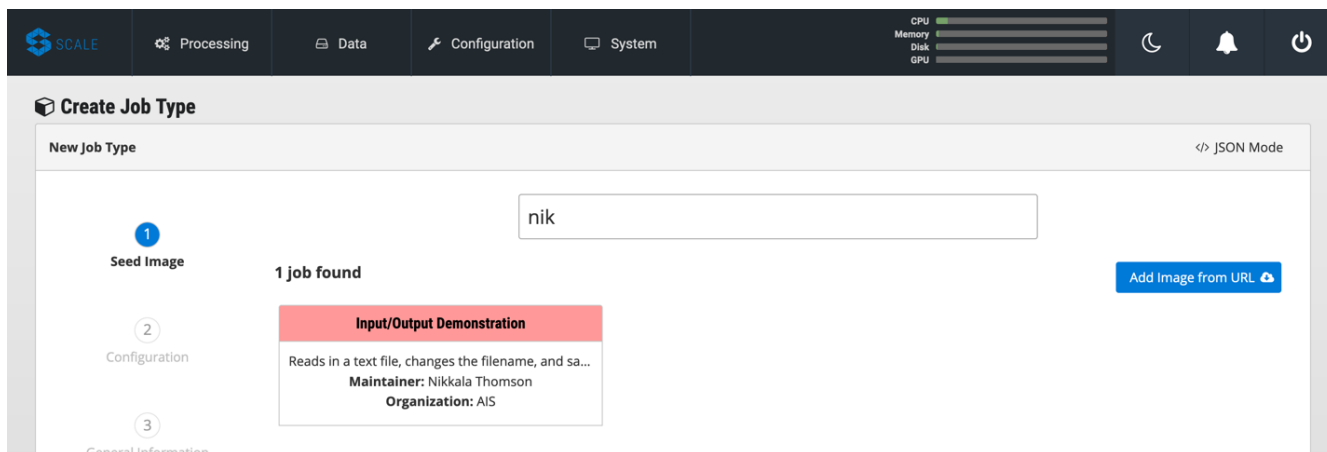 SCALE
Processing
Data
Configuration
System
CPU
Memory
Disk
GPU
Create Job Type
New Job Type
</> JSON Mode
nik
1
Seed Image
1 job found
Add Image from URL
Input/Output Demonstration
2
Configuration
Reads in a text file, changes the filename, and sa...
Maintainer: Nikkala Thomson
Organization: AIS
3
General Information